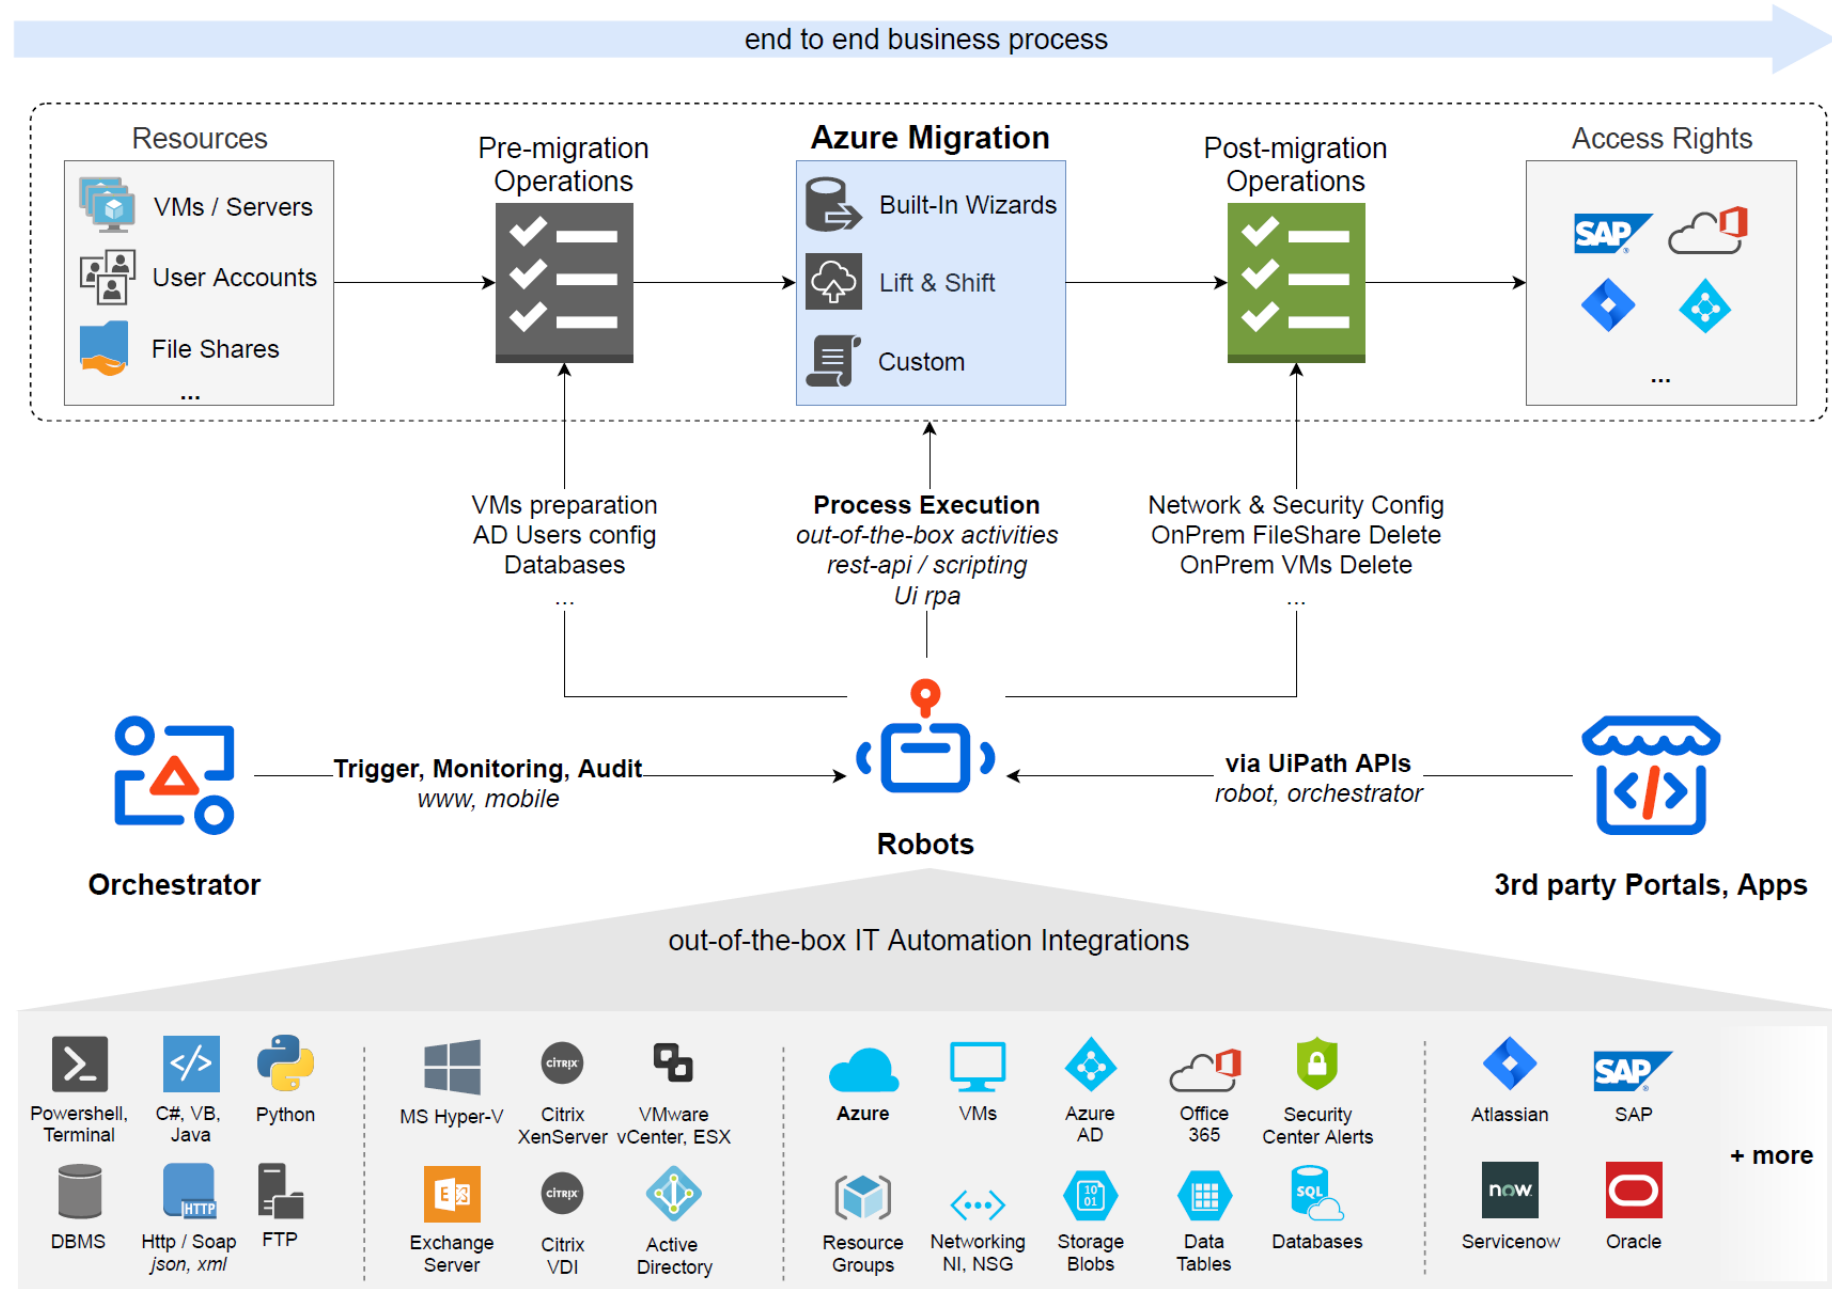 end to end business process
Resources
VMs / Servers
User Accounts
File Shares
...
Pre-migration
Operations
Azure Migration
Built-In Wizards
Lift & Shift
Custom
Post-migration
Operations
Access Rights
SAP
...
VMs preparation
AD Users config
Databases
...
Process Execution
out-of-the-box activities
rest-api / scripting
Ui rpa
Network & Security Config
OnPrem FileShare Delete
OnPrem VMs Delete
...
Orchestrator
Trigger, Monitoring, Audit
www, mobile
Robots
via UiPath APIs
robot, orchestrator
</>
3rd party Portals, Apps
out-of-the-box IT Automation Integrations
Powershell,
Terminal
</>
C#, VB,
Java
Python
DBMS
HTTP
Http / Soap
json, xml
FTP
MS Hyper-V
CITRIX
Citrix
XenServer
VMware
vCenter, ESX
E
Exchange
Server
CITRIX
Citrix
VDI
Active
Directory
Azure
VMs
Azure
AD
Office
365
Security
Center Alerts
Resource
Groups
Networking
NI, NSG
10
01
Storage
Blobs
Data
Tables
SQL
Databases
Atlassian
SAP
SAP
now
Servicenow
Oracle
+ more